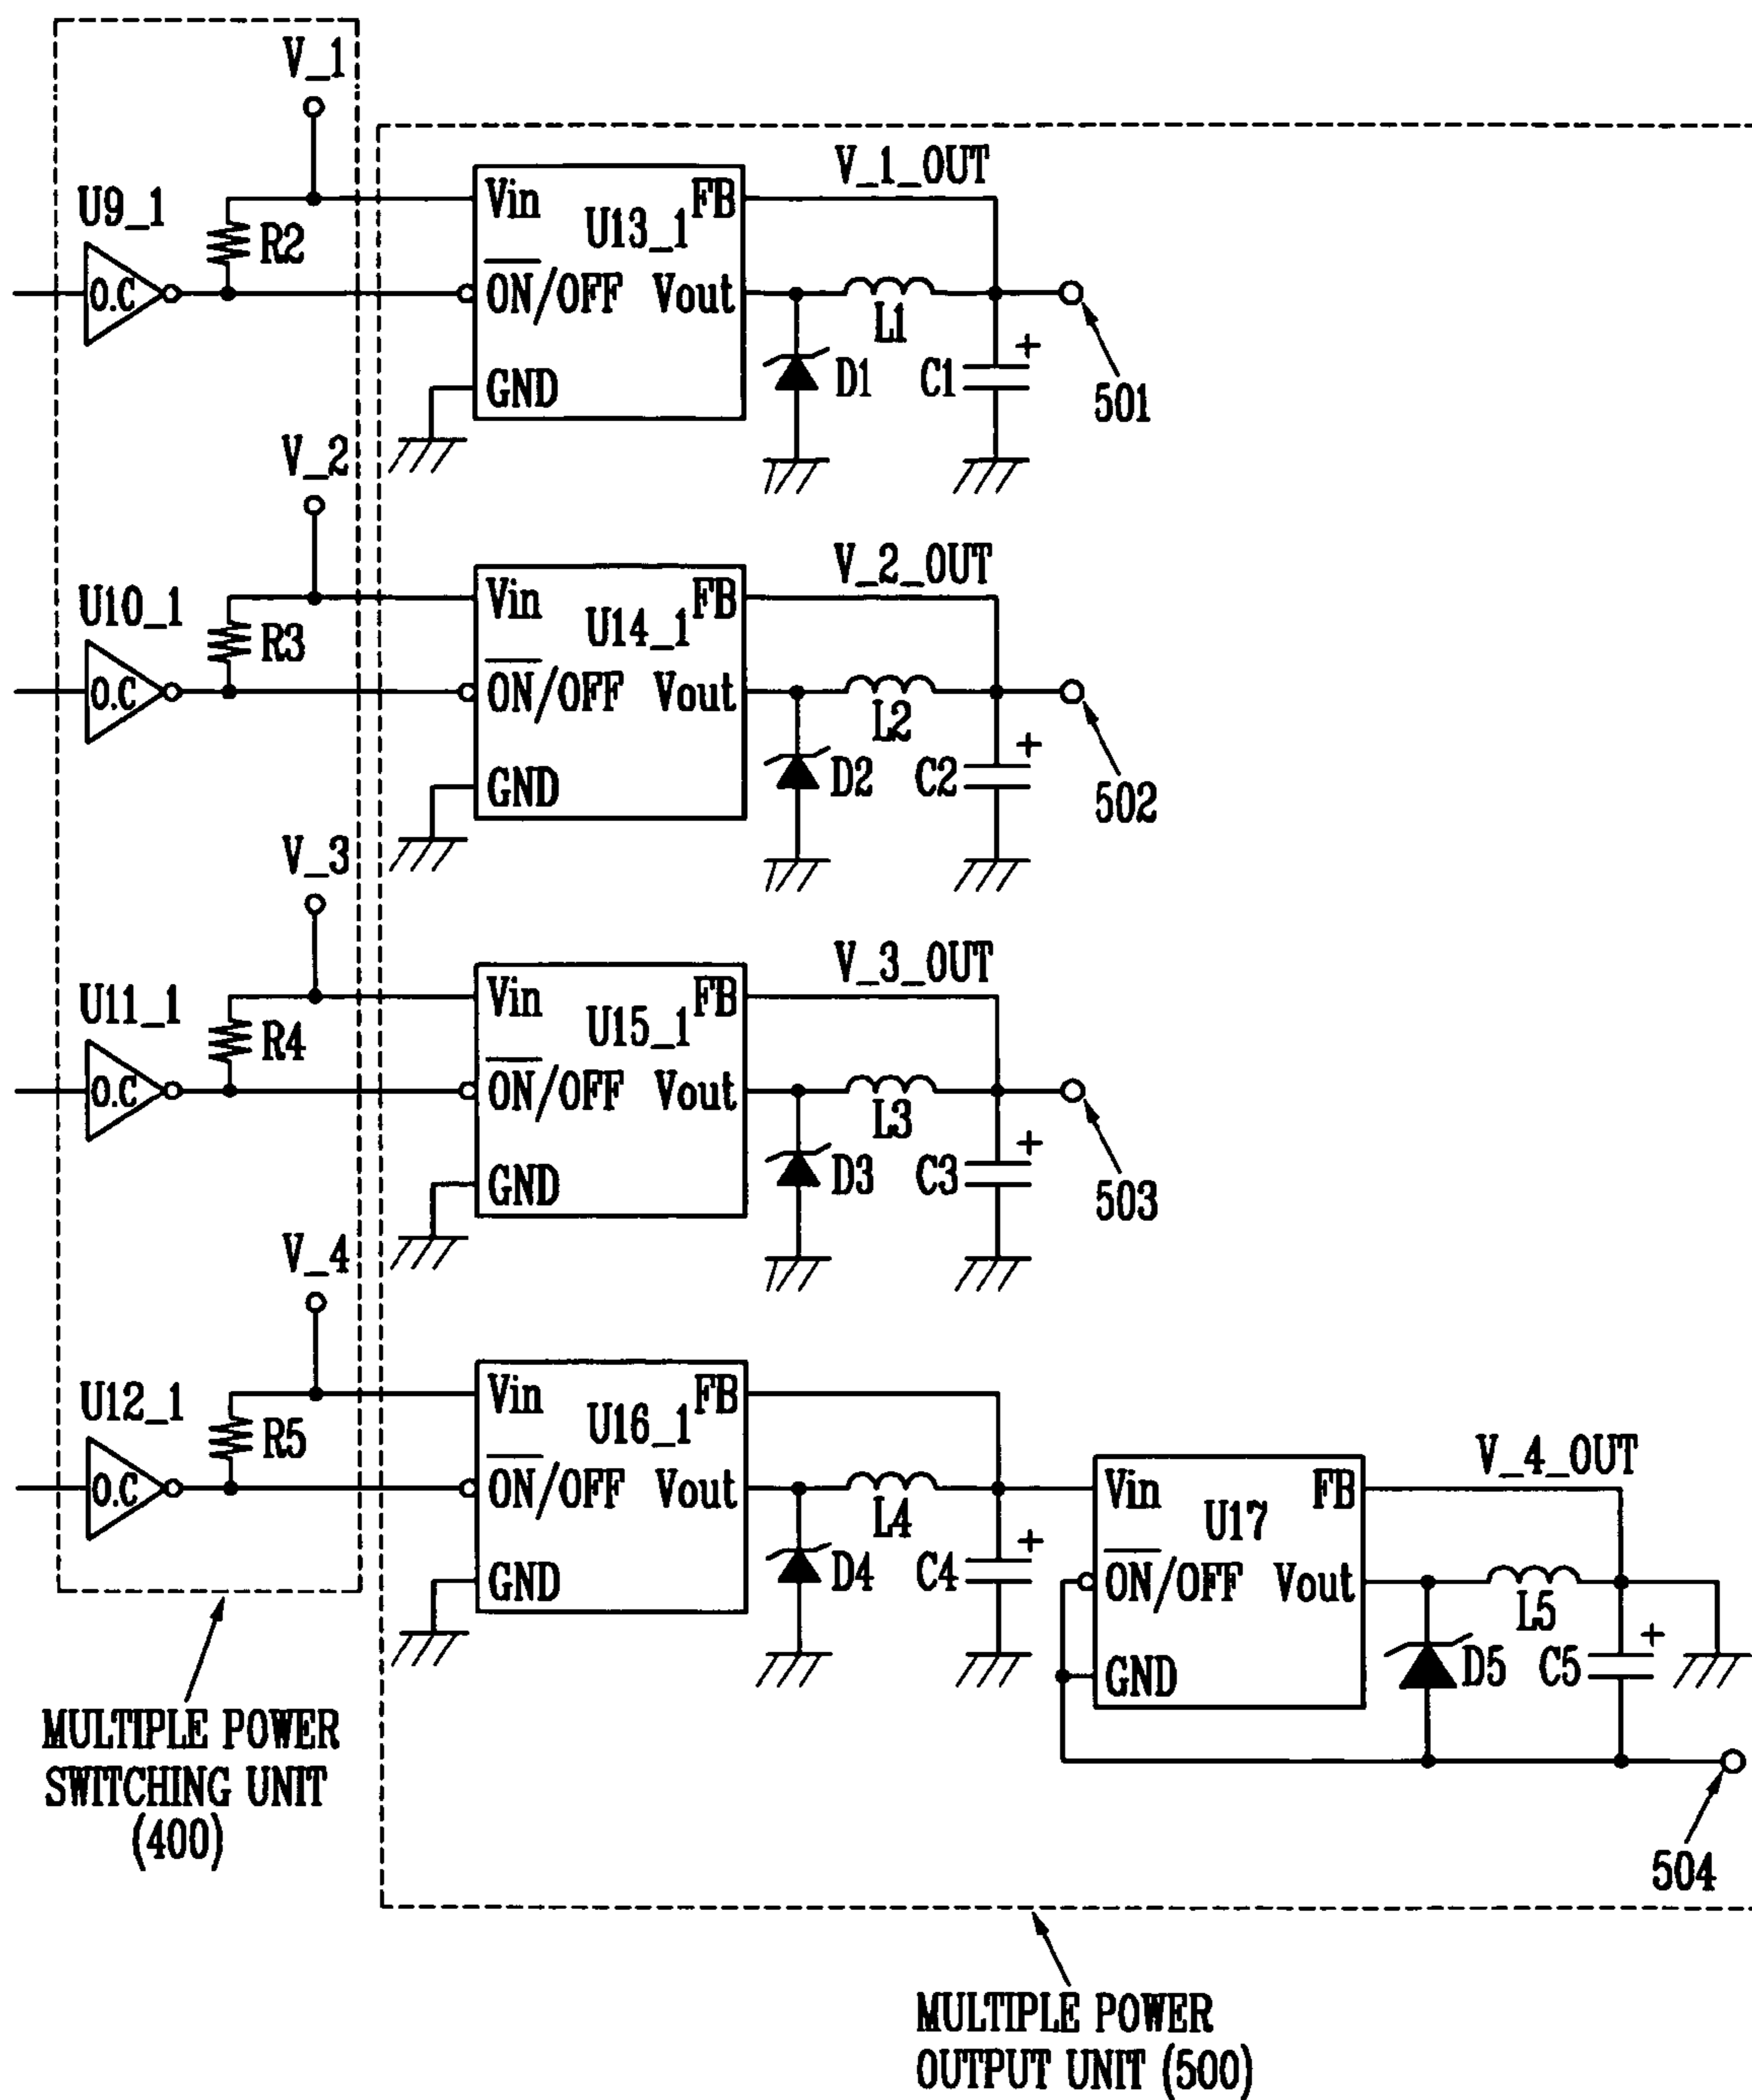 V_1
V_1_OUT
U9_1
R2
O.C
Vin
FB
U13_1
ON/OFF
Vout
GND
L1
D1
C1
+
501
V_2
V_2_OUT
U10_1
R3
O.C
Vin
FB
U14_1
ON/OFF
Vout
GND
L2
D2
C2
+
502
V_3
V_3_OUT
U11_1
R4
O.C
Vin
FB
U15_1
ON/OFF
Vout
GND
L3
D3
C3
+
503
V_4
U12_1
R5
O.C
Vin
FB
U16_1
ON/OFF
Vout
GND
L4
D4
C4
+
V_4_OUT
Vin
FB
U17
ON/OFF
Vout
GND
L5
D5
C5
+
504
MULTIPLE POWER
SWITCHING UNIT
(400)
MULTIPLE POWER
OUTPUT UNIT (500)